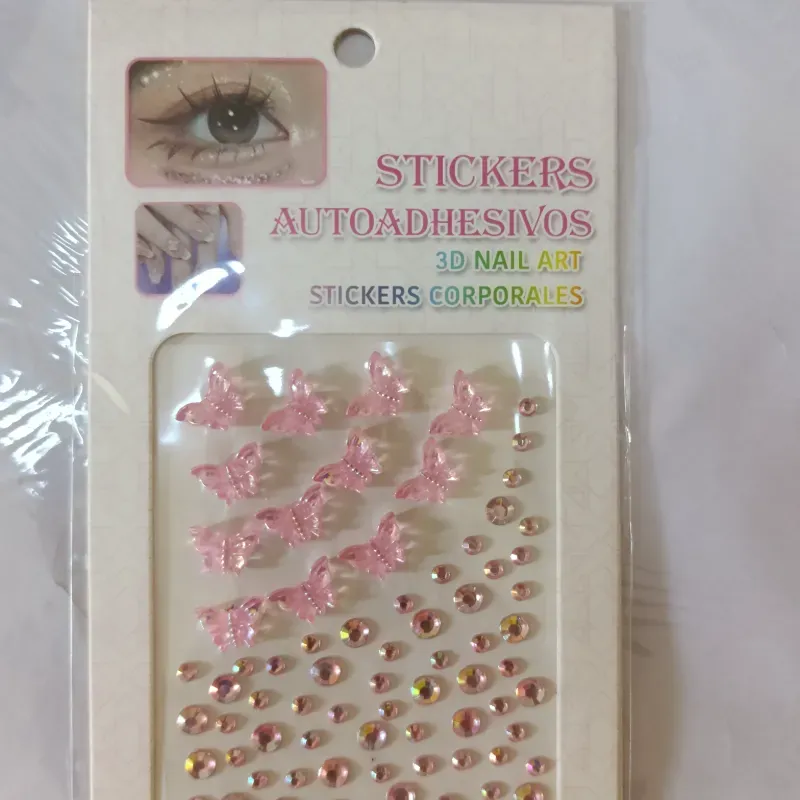 STICKERS
AUTOADHESIVOS
3D NAIL ART
STICKERS CORPORALES